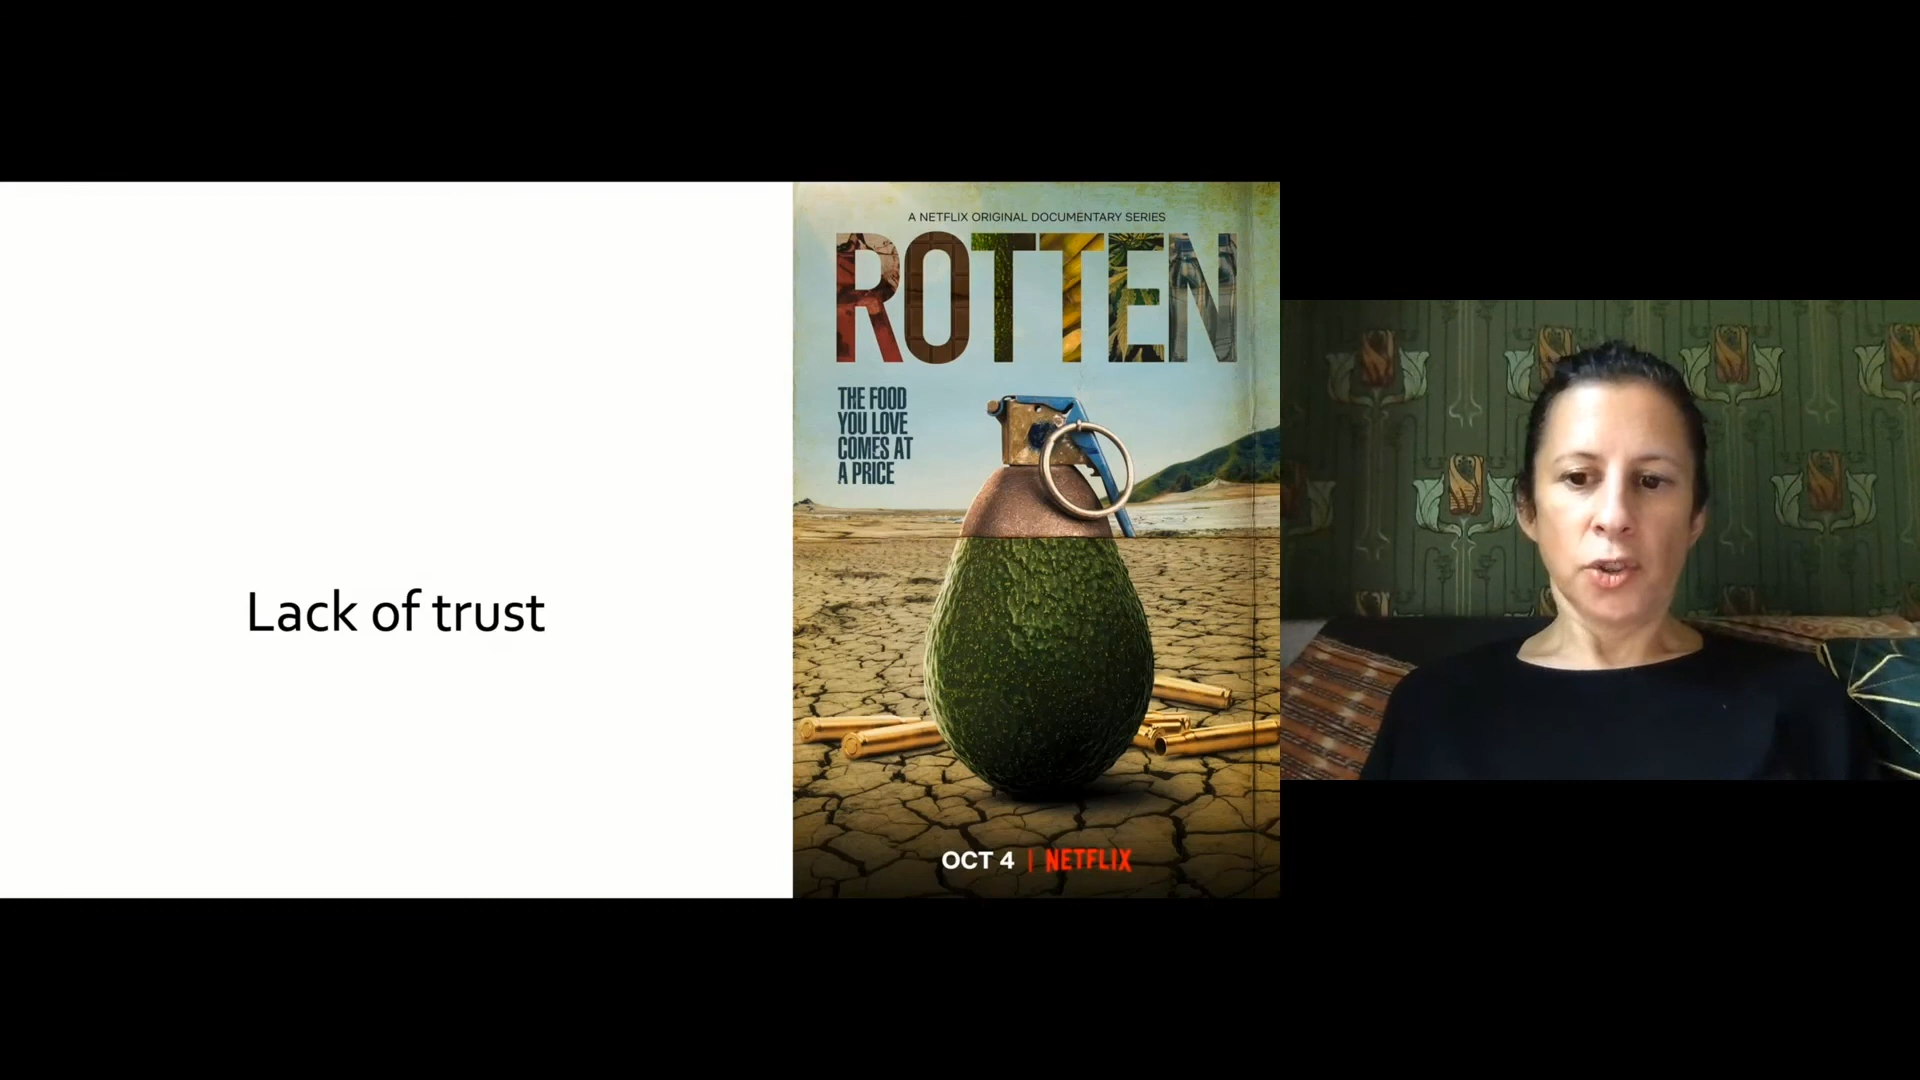 Lack of trust
A NETFLIX ORIGINAL DOCUMENTARY SERIES
ROTTEN
THE FOOD
YOU LOVE
COMES AT
A PRICE
OCT 4 | NETFLIX